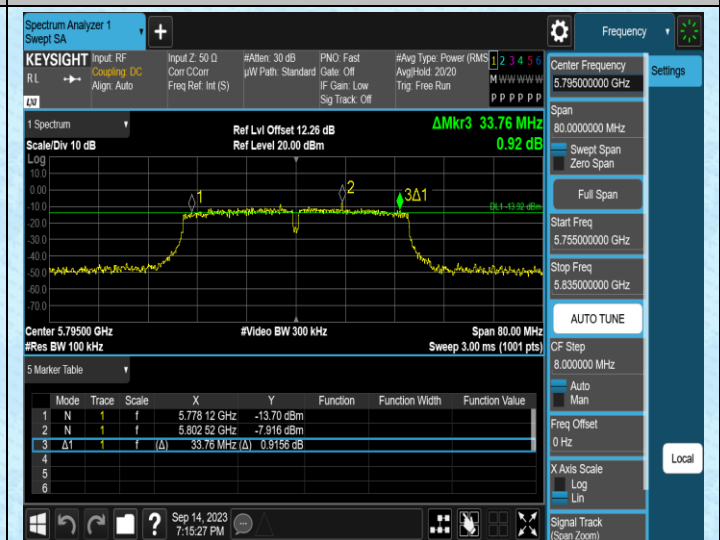 Spectrum Analyzer 1
Swept SA
Frequency
KEYSIGHT Input: RF Input Z: 50 Ω #Atten: 30 dB PNO: Fast #Avg Type: Power (RMS 1 2 3 4 5 6
R L Coupling: DC Corr CCorr µW Path: Standard Gate: Off Avg|Hold: 20/20 M W W W W W
Align: Auto Freq Ref: Int (S) IF Gain: Low Trig: Free Run
Sig Track: Off P P P P P P
LXI
1 Spectrum
Scale/Div 10 dB
Ref Lvl Offset 12.26 dB
Ref Level 20.00 dBm
ΔMkr3 33.76 MHz
0.92 dB
Log
10.0
0.00
-10.0
-20.0
-30.0
-40.0
-50.0
-60.0
-70.0
1
2
3Δ1
DL1 -13.92 dBm
Center 5.79500 GHz #Video BW 300 kHz Span 80.00 MHz
#Res BW 100 kHz Sweep 3.00 ms (1001 pts)
5 Marker Table
Mode Trace Scale X Y Function Function Width Function Value
1 N 1 f 5.778 12 GHz -13.70 dBm
2 N 1 f 5.802 52 GHz -7.916 dBm
3 Δ1 1 f (Δ) 33.76 MHz (Δ) 0.9156 dB
4
5
6
Sep 14, 2023
7:15:27 PM
Center Frequency
5.795000000 GHz
Settings
Span
80.0000000 MHz
Swept Span
Zero Span
Full Span
Start Freq
5.755000000 GHz
Stop Freq
5.835000000 GHz
AUTO TUNE
CF Step
8.000000 MHz
Auto
Man
Freq Offset
0 Hz
Local
X Axis Scale
Log
Lin
Signal Track
(Span Zoom)